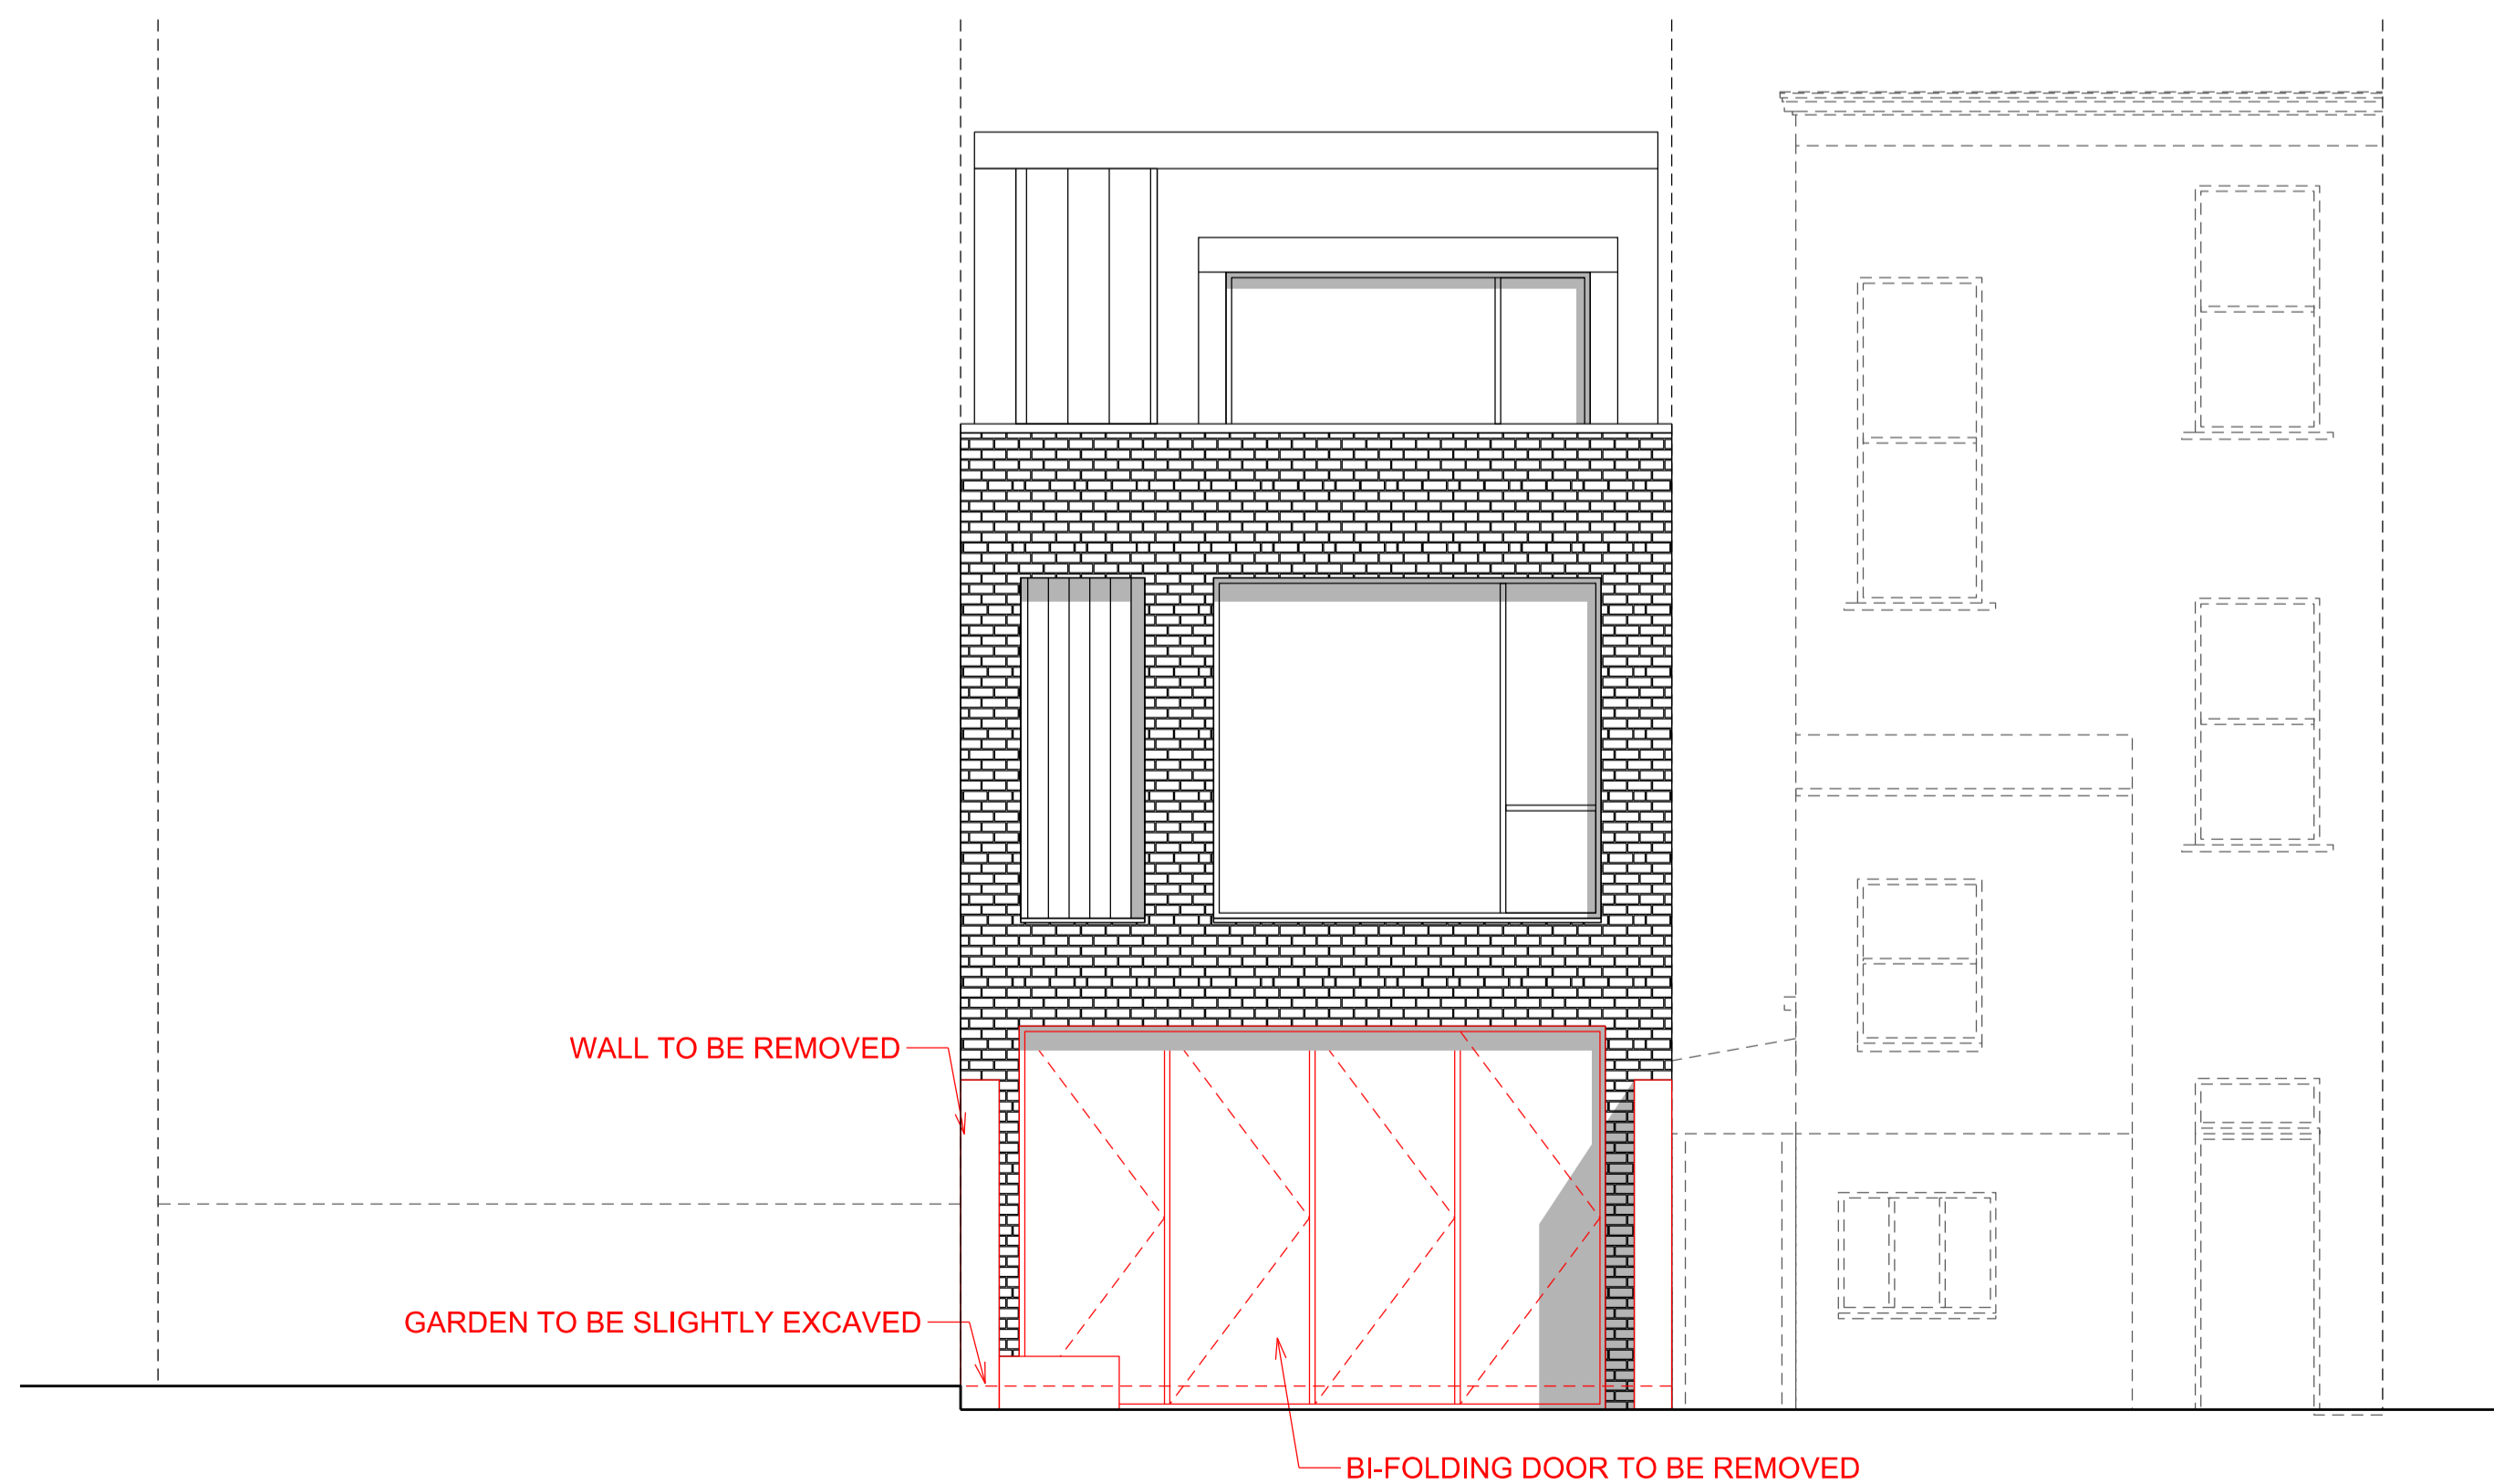 WALL TO BE REMOVED
GARDEN TO BE SLIGHTLY EXCAVED
BI-FOLDING DOOR TO BE REMOVED